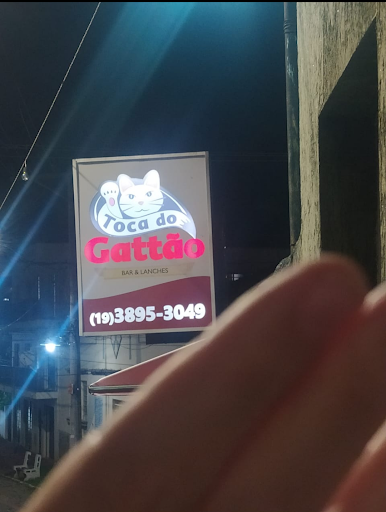 Toca do
Gattão
BAR & LANCHES
(19)3895-3049